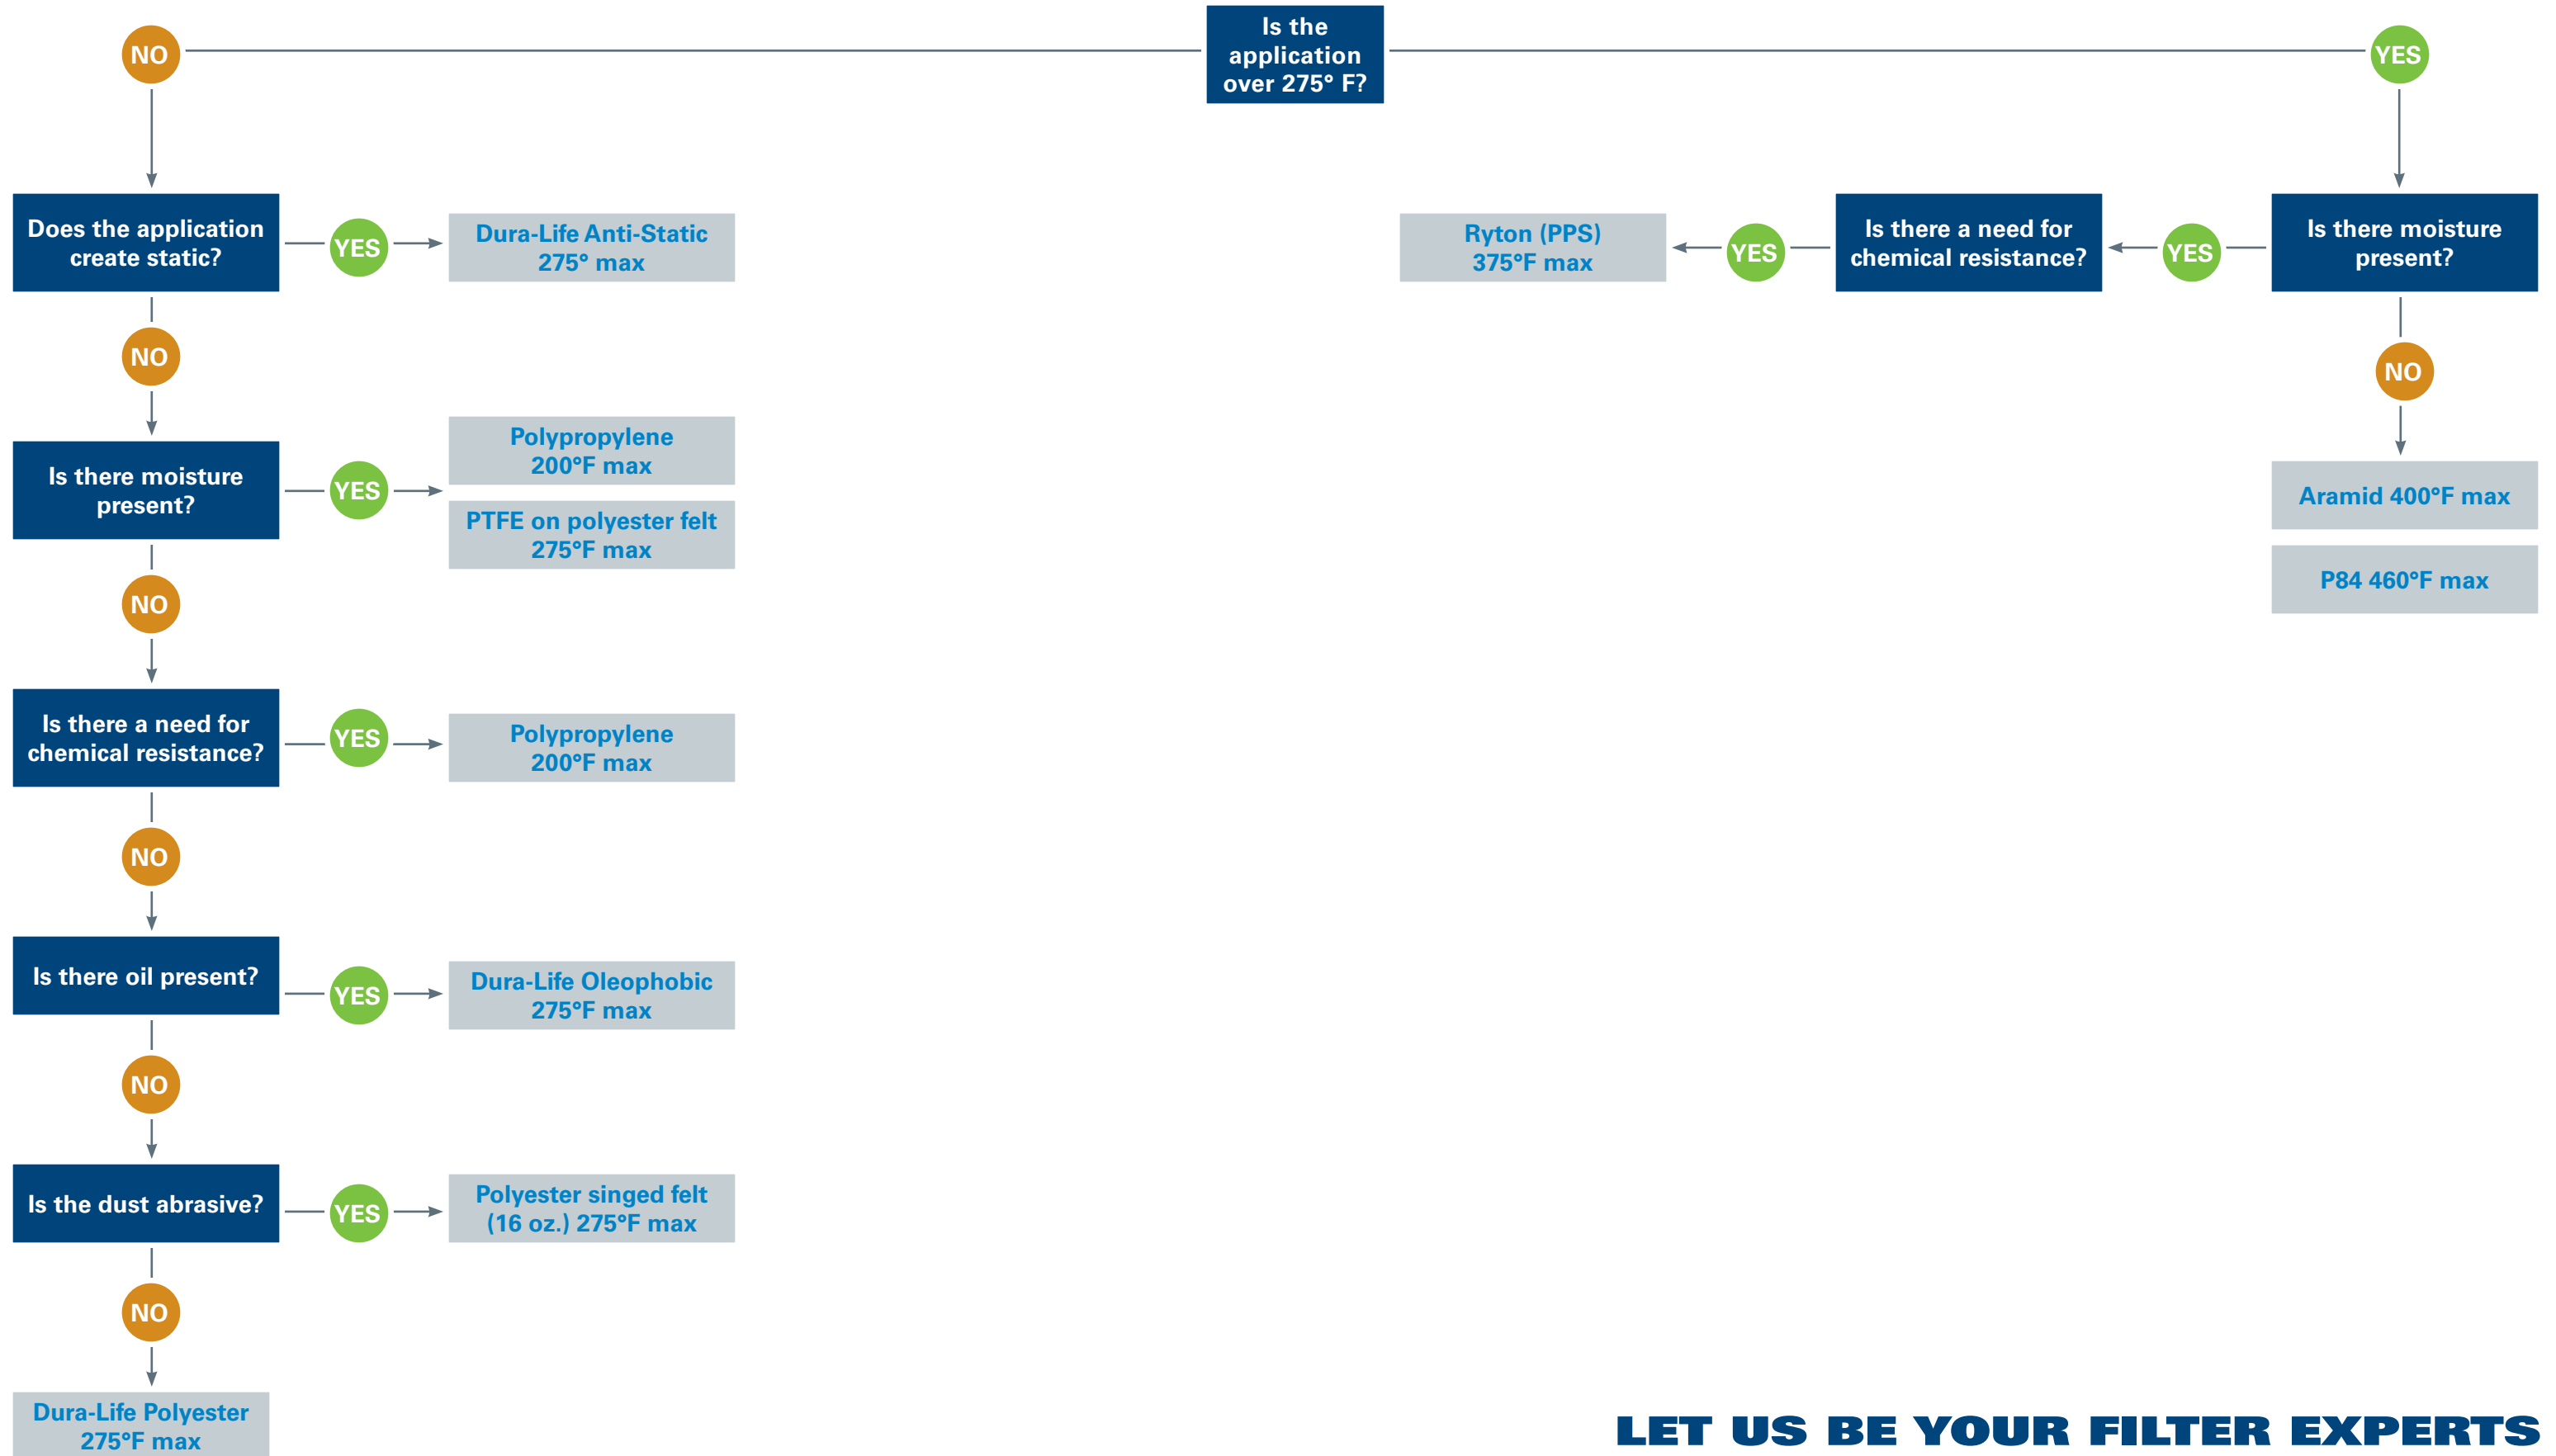 Is the
application
over 275° F?
NO
YES
Does the application
create static?
YES
Dura-Life Anti-Static
275° max
Ryton (PPS)
375°F max
YES
Is there a need for
chemical resistance?
YES
Is there moisture
present?
NO
NO
Is there moisture
present?
YES
Polypropylene
200°F max
PTFE on polyester felt
275°F max
Aramid 400°F max
P84 460°F max
NO
Is there a need for
chemical resistance?
YES
Polypropylene
200°F max
NO
Is there oil present?
YES
Dura-Life Oleophobic
275°F max
NO
Is the dust abrasive?
YES
Polyester singed felt
(16 oz.) 275°F max
NO
Dura-Life Polyester
275°F max
LET US BE YOUR FILTER EXPERTS